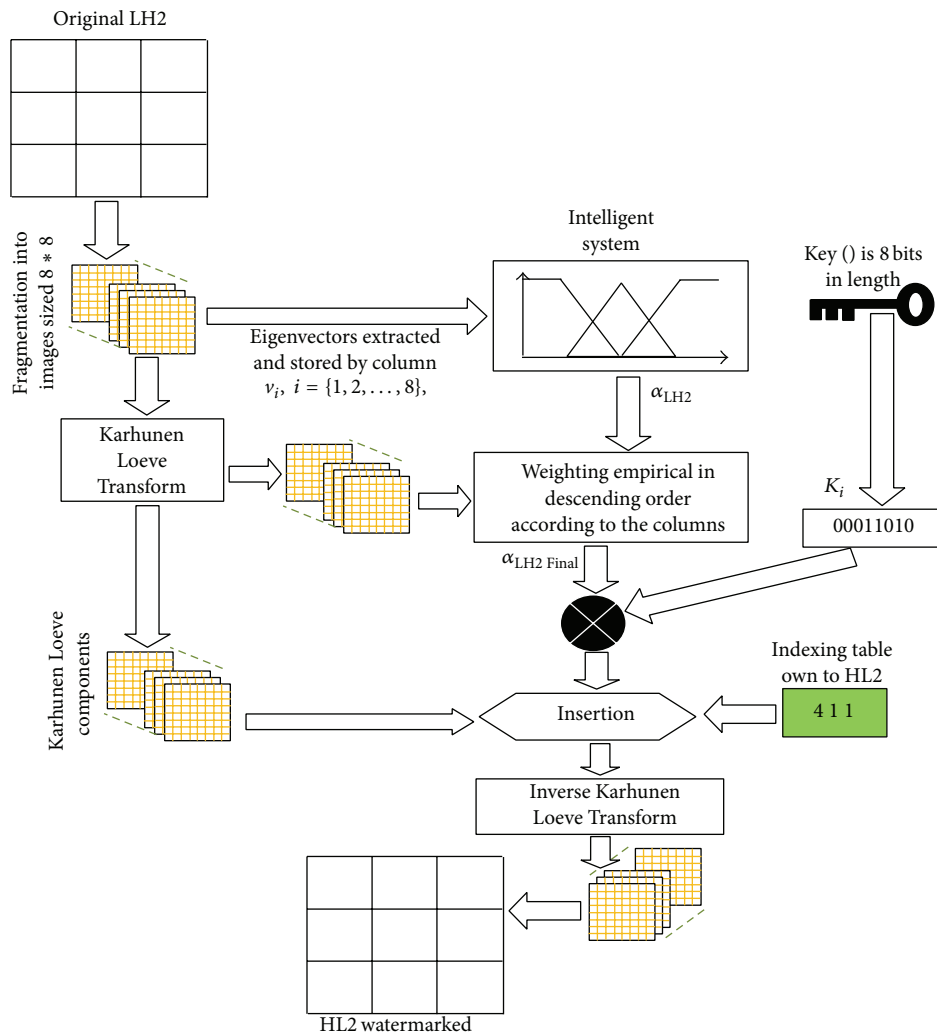 Original LH2
Fragmentation into
images sized 8 * 8
Intelligent
system
Key () is 8 bits
in length
Eigenvectors extracted
and stored by column
v_i, i = {1, 2, . . . , 8},
α_LH2
Karhunen
Loeve
Transform
Weighting empirical in
descending order
according to the columns
K_i
00011010
α_LH2 Final
Karhunen Loeve
components
Indexing table
own to HL2
4 1 1
Insertion
Inverse Karhunen
Loeve Transform
HL2 watermarked